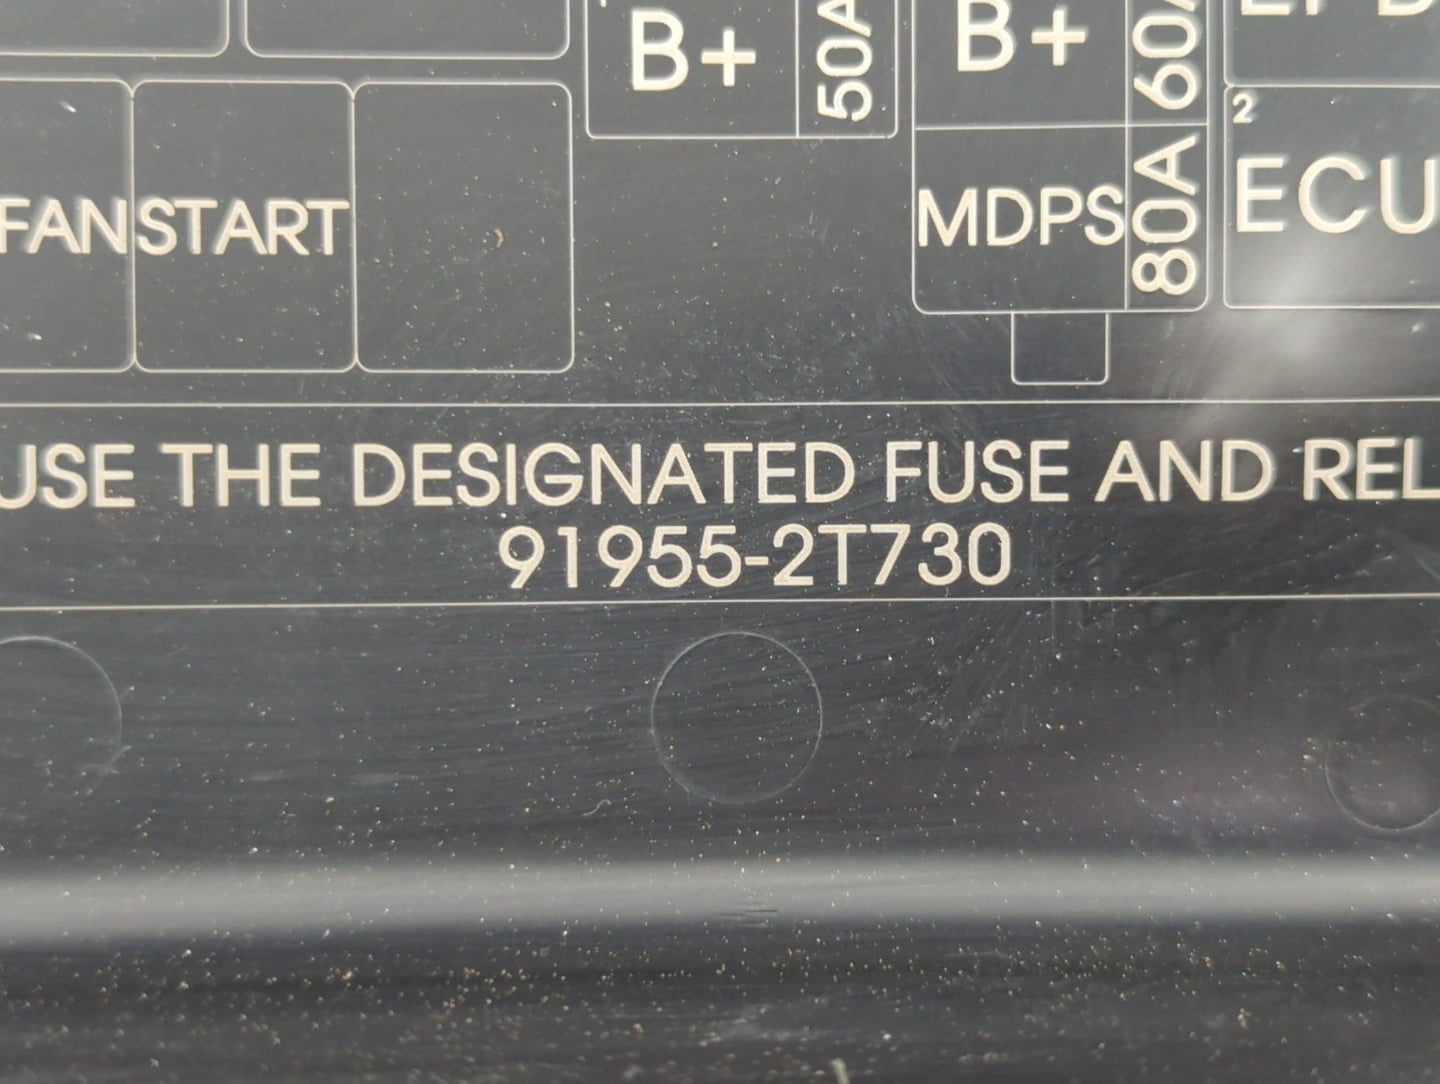 B+ 50A
B+ 60A
2
FAN START
MDPS 80A
ECU
USE THE DESIGNATED FUSE AND REL
91955-2T730